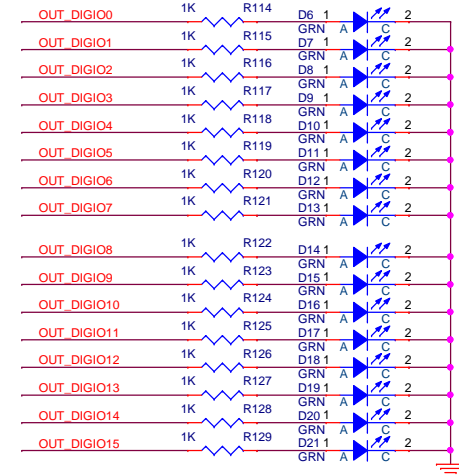 OUT_DIGIO0 1K R114 D6 1 2
GRN A C
OUT_DIGIO1 1K R115 D7 1 2
GRN A C
OUT_DIGIO2 1K R116 D8 1 2
GRN A C
OUT_DIGIO3 1K R117 D9 1 2
GRN A C
OUT_DIGIO4 1K R118 D10 1 2
GRN A C
OUT_DIGIO5 1K R119 D11 1 2
GRN A C
OUT_DIGIO6 1K R120 D12 1 2
GRN A C
OUT_DIGIO7 1K R121 D13 1 2
GRN A C
OUT_DIGIO8 1K R122 D14 1 2
GRN A C
OUT_DIGIO9 1K R123 D15 1 2
GRN A C
OUT_DIGIO10 1K R124 D16 1 2
GRN A C
OUT_DIGIO11 1K R125 D17 1 2
GRN A C
OUT_DIGIO12 1K R126 D18 1 2
GRN A C
OUT_DIGIO13 1K R127 D19 1 2
GRN A C
OUT_DIGIO14 1K R128 D20 1 2
GRN A C
OUT_DIGIO15 1K R129 D21 1 2
GRN A C